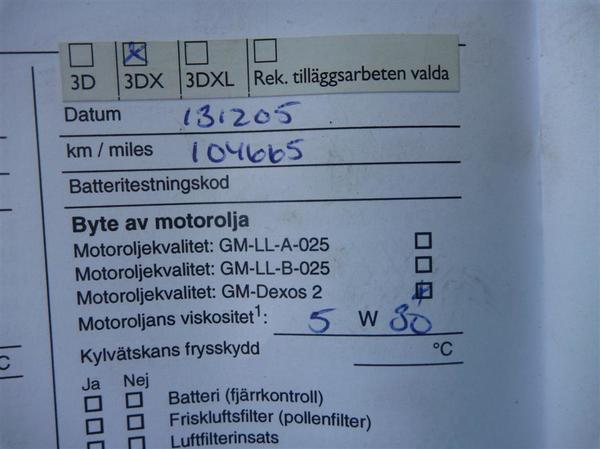 3D 3DX 3DXL Rek. tilläggsarbeten valda
Datum 131205
km / miles 104665
Batteritestningskod
Byte av motorolja
Motoroljekvalitet: GM-LL-A-025
Motoroljekvalitet: GM-LL-B-025
Motoroljekvalitet: GM-Dexos 2
Motoroljans viskositet¹: 5 W 30
Kylvätskans frysskydd °C
°C
Ja Nej
Batteri (fjärrkontroll)
Friskluftsfilter (pollenfilter)
Luftfilterinsats